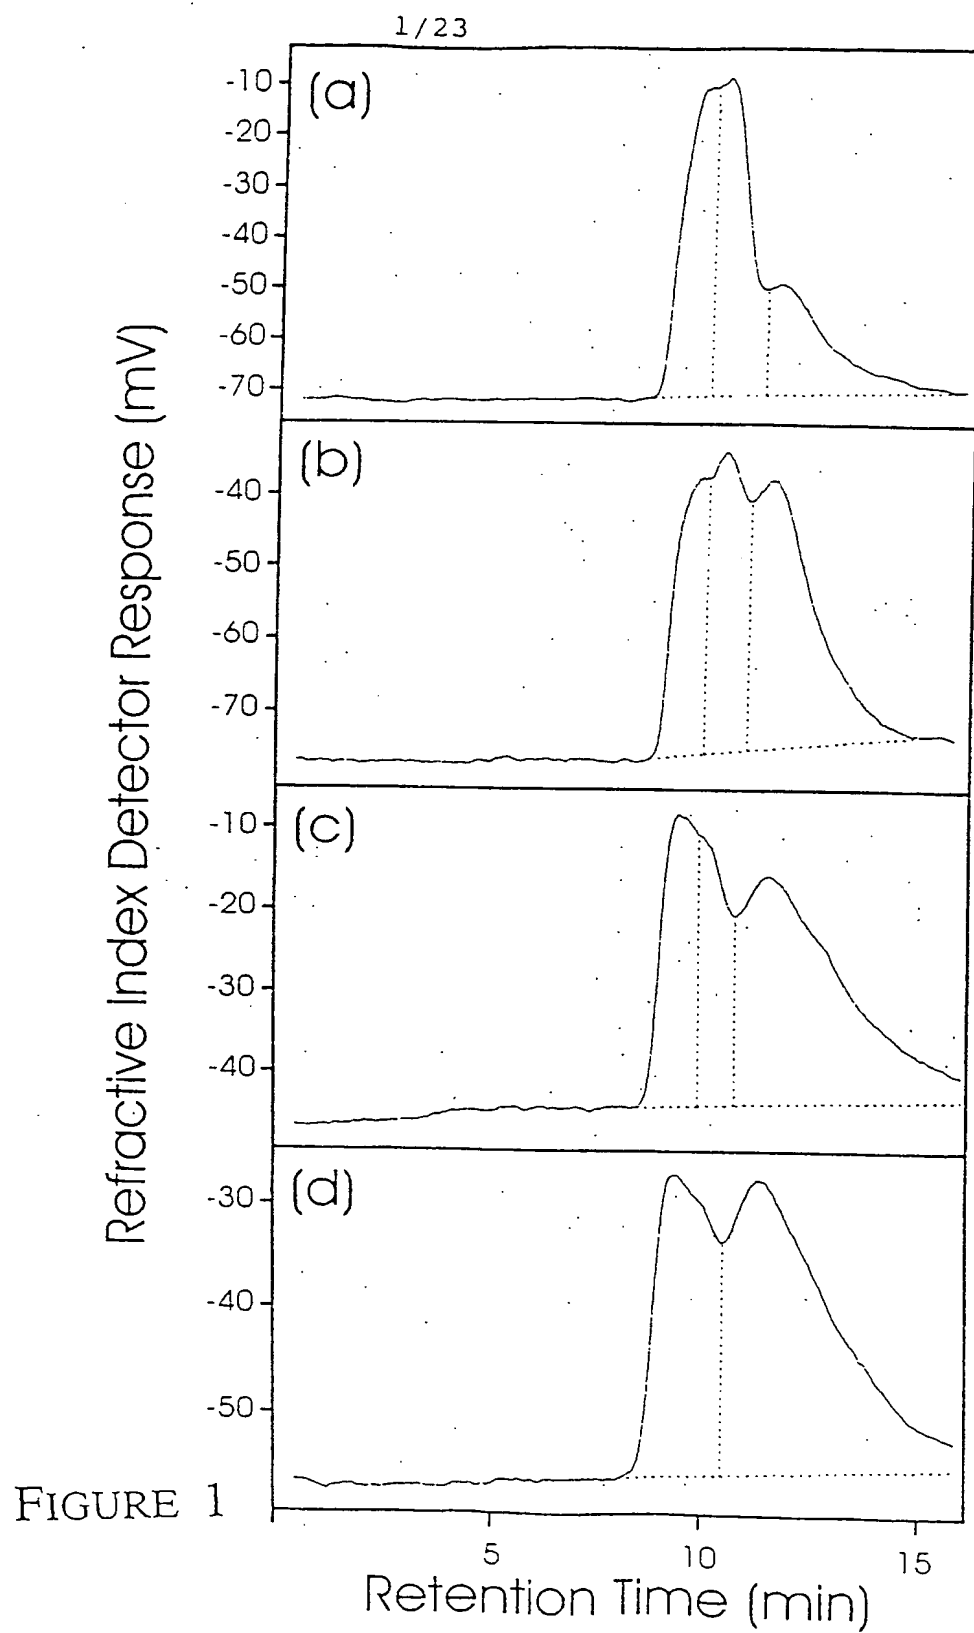 1/23
Refractive Index Detector Response (mV)
(a)
-10
-20
-30
-40
-50
-60
-70
(b)
-40
-50
-60
-70
(c)
-10
-20
-30
-40
(d)
-30
-40
-50
FIGURE 1
5 10 15
Retention Time (min)